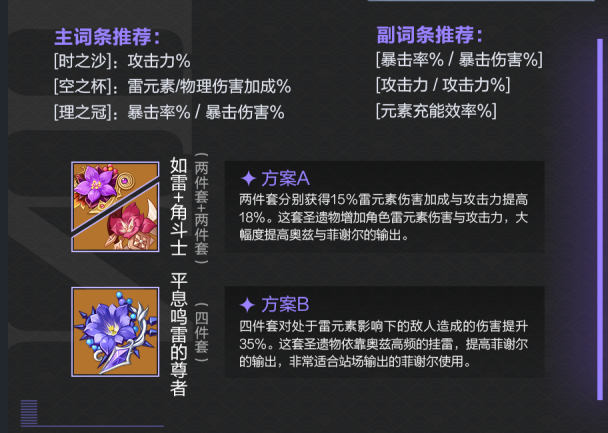 主词条推荐：
[时之沙]：攻击力%
[空之杯]：雷元素/物理伤害加成%
[理之冠]：暴击率% / 暴击伤害%
副词条推荐：
[暴击率% / 暴击伤害%]
[攻击力 / 攻击力%]
[元素充能效率%]
如雷+角斗士
(两件套+两件套)
方案A
两件套分别获得15%雷元素伤害加成与攻击力提高
18%。这套圣遗物增加角色雷元素伤害与攻击力，大
幅度提高奥兹与菲谢尔的输出。
平息鸣雷的尊者
(四件套)
方案B
四件套对处于雷元素影响下的敌人造成的伤害提升
35%。这套圣遗物依靠奥兹高频的挂雷，提高菲谢尔
的输出，非常适合站场输出的菲谢尔使用。